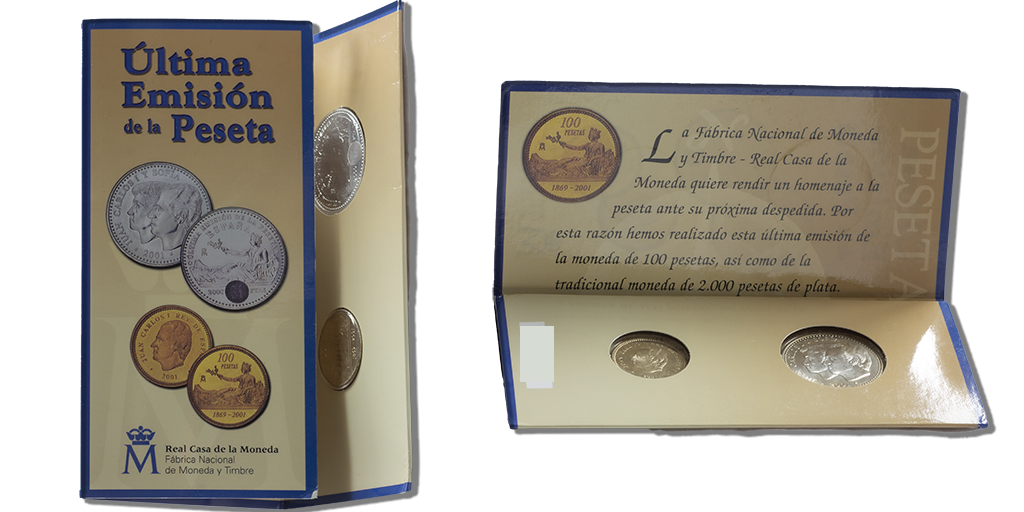 Última
Emisión
de la Peseta
JUAN CARLOS I Y SOFIA
2001
ESPAÑA
2000 PTAS
JUAN CARLOS I REY DE ESPAÑA
2001
100
PESETAS
1869 - 2001
Real Casa de la Moneda
Fábrica Nacional
de Moneda y Timbre
100
PESETAS
1869 - 2001
La Fábrica Nacional de Moneda
y Timbre - Real Casa de la
Moneda quiere rendir un homenaje a la
peseta ante su próxima despedida. Por
esta razón hemos realizado esta última emisión de
la moneda de 100 pesetas, así como de la
tradicional moneda de 2.000 pesetas de plata.
PESETA